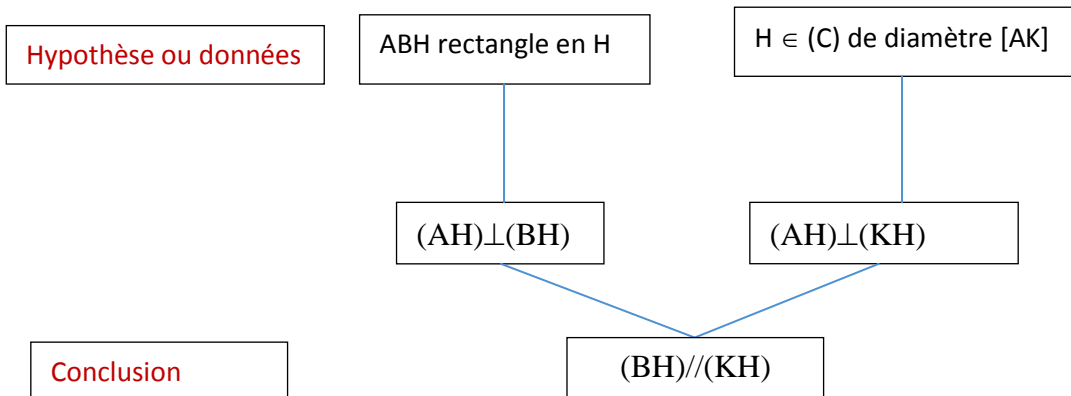 Hypothèse ou données
ABH rectangle en H
H ∈ (C) de diamètre [AK]
(AH)⊥(BH)
(AH)⊥(KH)
Conclusion
(BH)//(KH)